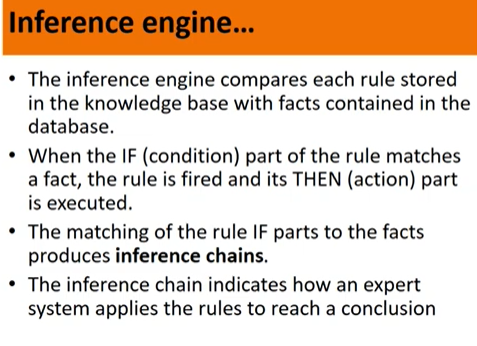 Inference engine...
• The inference engine compares each rule stored
in the knowledge base with facts contained in the
database.
• When the IF (condition) part of the rule matches
a fact, the rule is fired and its THEN (action) part
is executed.
• The matching of the rule IF parts to the facts
produces inference chains.
• The inference chain indicates how an expert
system applies the rules to reach a conclusion